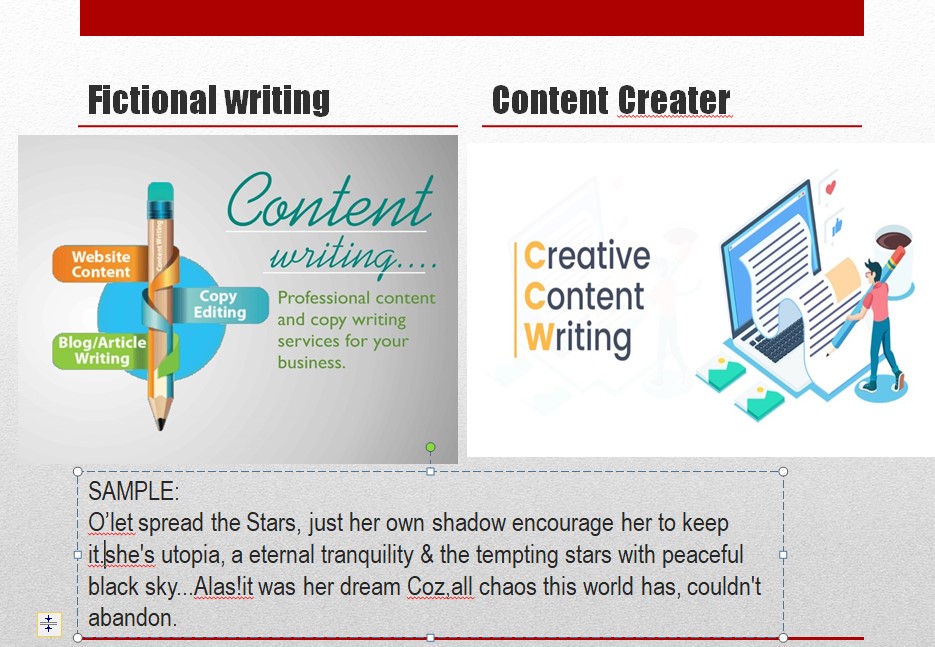 Fictional writing
Content Creater
Content
writing....
Website
Content
Copy
Editing
Blog/Article
Writing
Content Writing
Professional content
and copy writing
services for your
business.
Creative
Content
Writing
SAMPLE:
O’let spread the Stars, just her own shadow encourage her to keep
it.she's utopia, a eternal tranquility & the tempting stars with peaceful
black sky...Alas!it was her dream Coz,all chaos this world has, couldn't
abandon.